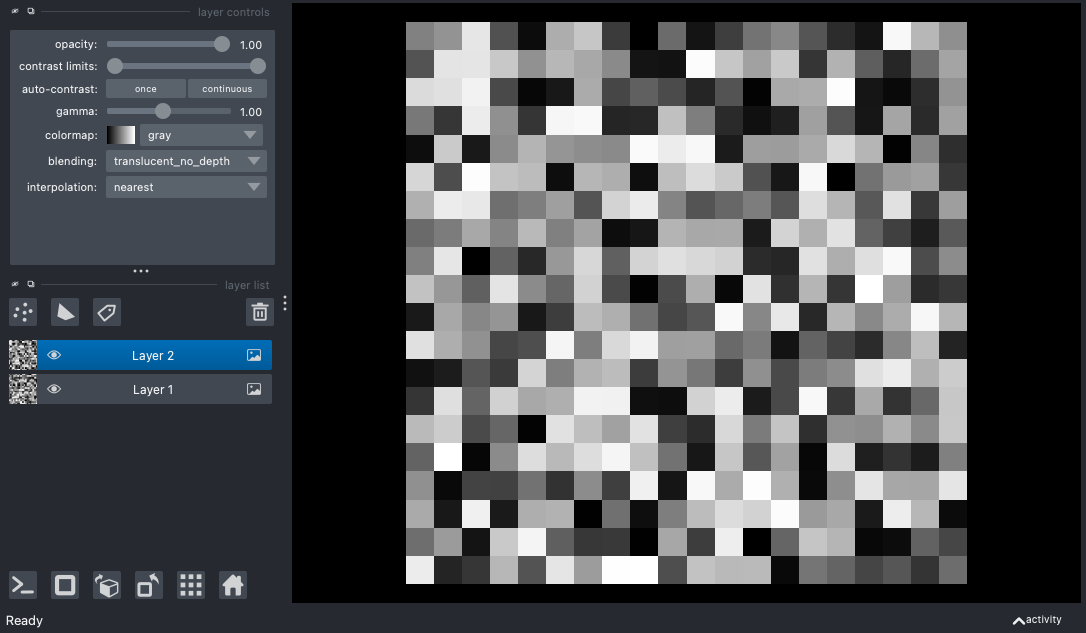 layer controls
opacity: 1.00
contrast limits:
auto-contrast: once continuous
gamma: 1.00
colormap: gray
blending: translucent_no_depth
interpolation: nearest
layer list
Layer 2
Layer 1
Ready activity